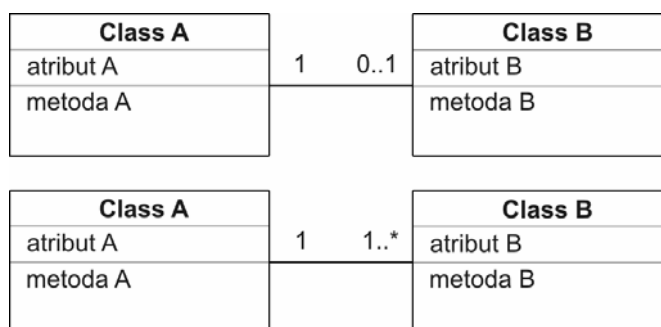 Class A Class B
atribut A 1 0..1 atribut B
metoda A metoda B
Class A Class B
atribut A 1 1..* atribut B
metoda A metoda B